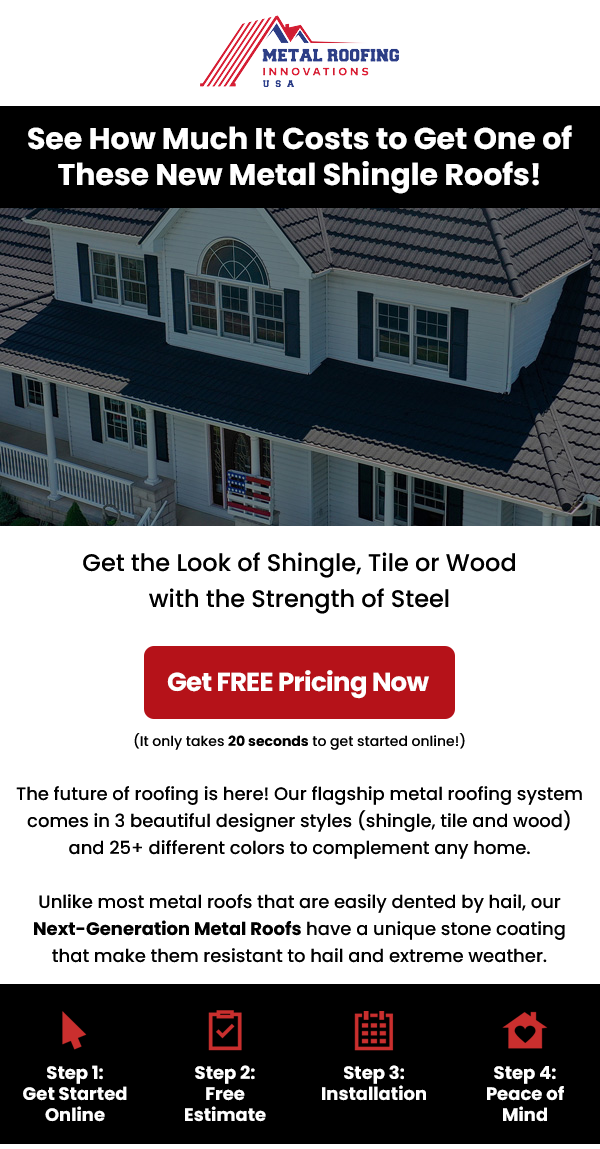 METAL ROOFING
INNOVATIONS
USA
See How Much It Costs to Get One of
These New Metal Shingle Roofs!
Get the Look of Shingle, Tile or Wood
with the Strength of Steel
Get FREE Pricing Now
(It only takes 20 seconds to get started online!)
The future of roofing is here! Our flagship metal roofing system
comes in 3 beautiful designer styles (shingle, tile and wood)
and 25+ different colors to complement any home.
Unlike most metal roofs that are easily dented by hail, our
Next-Generation Metal Roofs have a unique stone coating
that make them resistant to hail and extreme weather.
Step 1:
Get Started
Online
Step 2:
Free
Estimate
Step 3:
Installation
Step 4:
Peace of
Mind